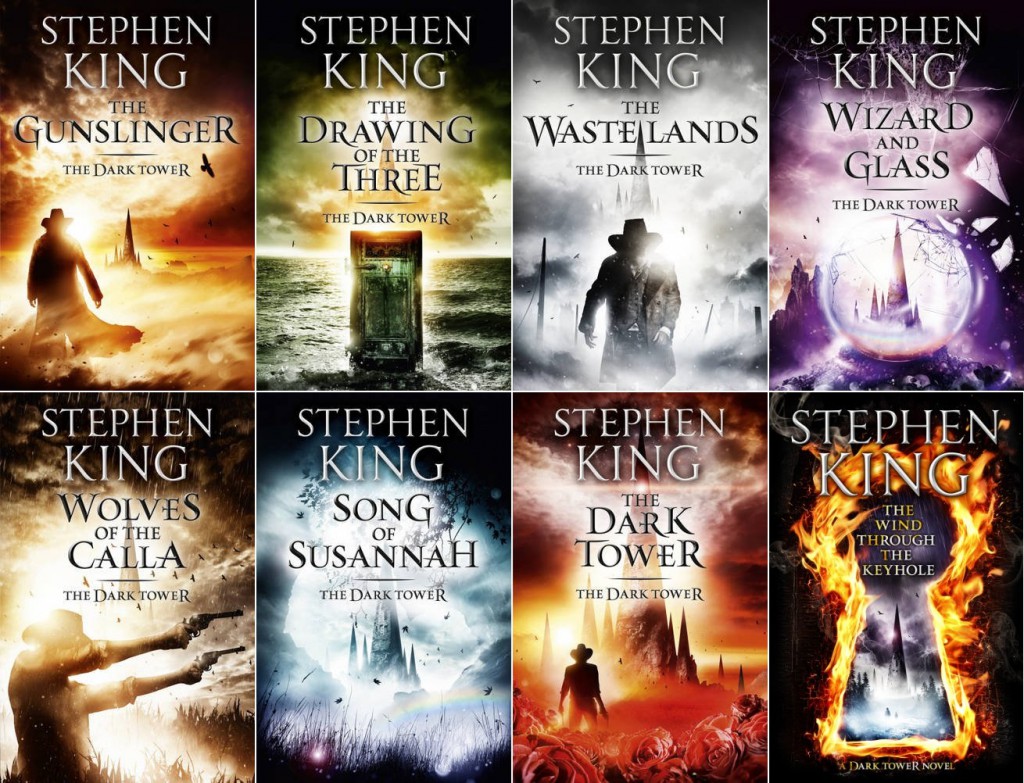 STEPHEN
KING
THE
GUNSLINGER
THE DARK TOWER
STEPHEN
KING
THE
DRAWING
OF THE
THREE
THE DARK TOWER
STEPHEN
KING
THE
WASTE LANDS
THE DARK TOWER
STEPHEN
KING
WIZARD
AND
GLASS
THE DARK TOWER
STEPHEN
KING
WOLVES
OF THE
CALLA
THE DARK TOWER
STEPHEN
KING
SONG
OF
SUSANNAH
THE DARK TOWER
STEPHEN
KING
THE
DARK
TOWER
THE DARK TOWER
STEPHEN
KING
THE
WIND
THROUGH
THE
KEYHOLE
A DARK TOWER NOVEL